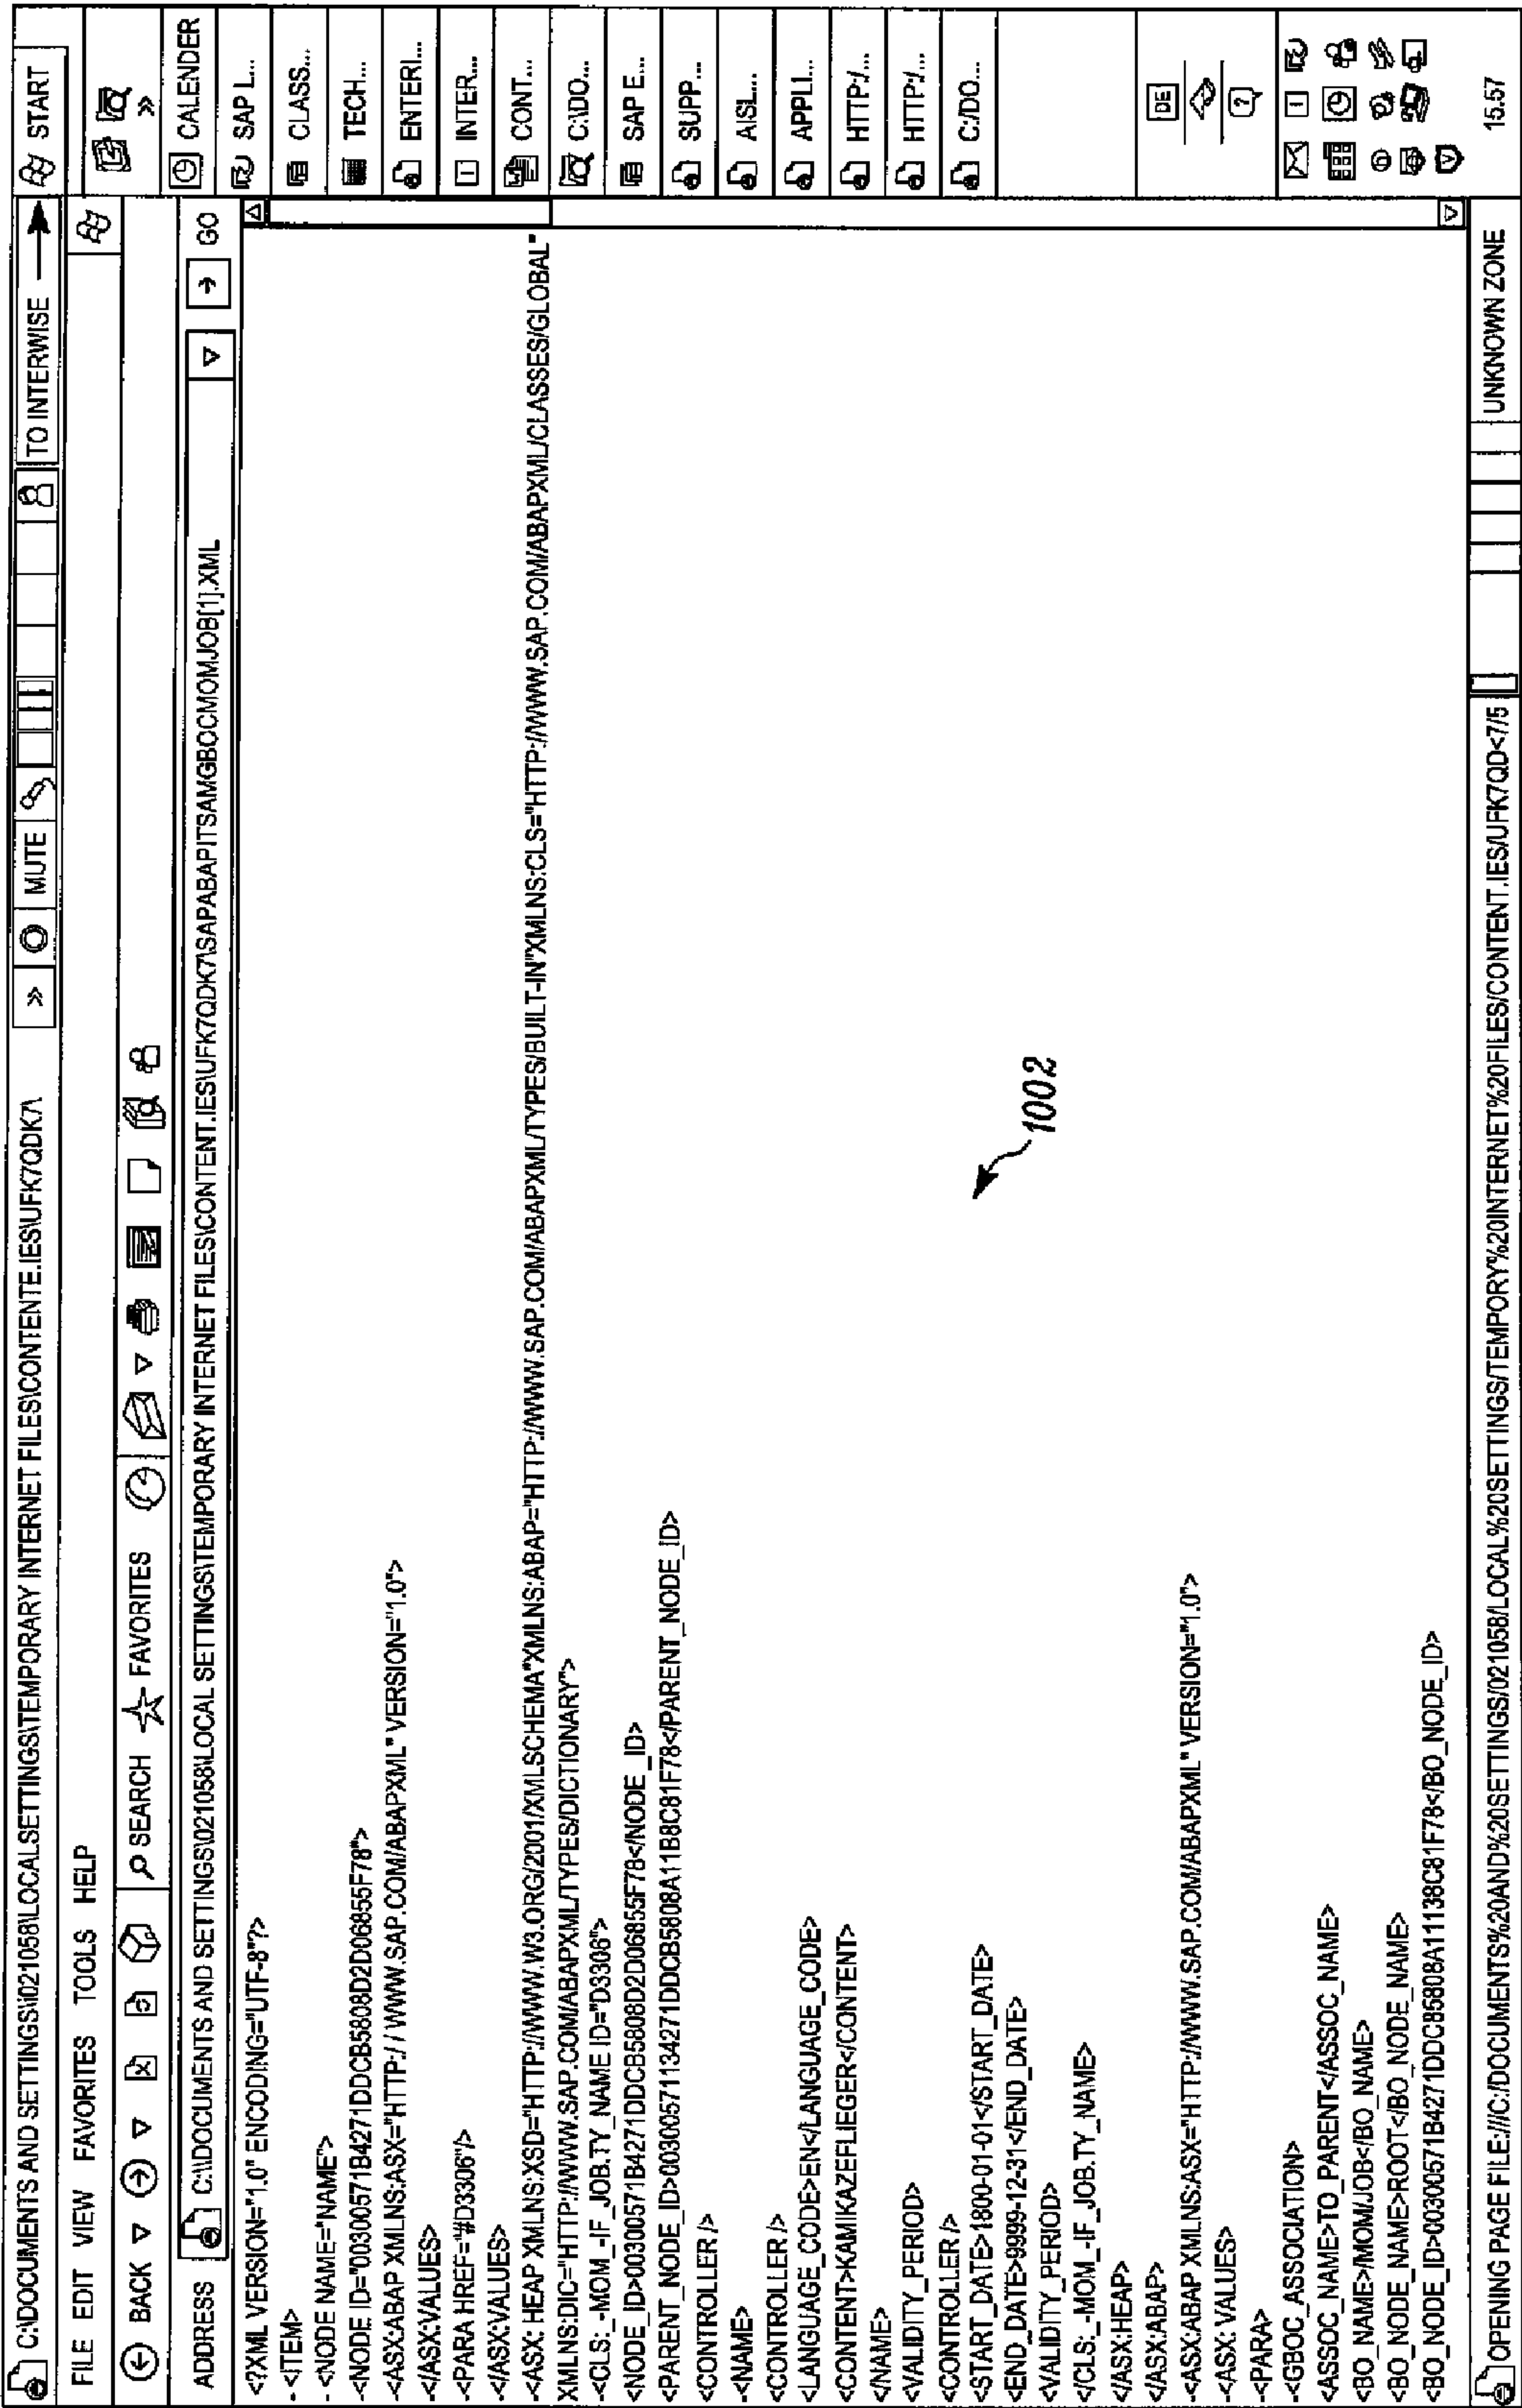 C:\DOCUMENTS AND SETTINGS\I021058\LOCALSETTINGS\TEMPORARY INTERNET FILES\CONTENTE.IES\UFK7QDK7\ » MUTE TO INTERWISE
FILE EDIT VIEW FAVORITES TOOLS HELP
BACK SEARCH FAVORITES
ADDRESS C:\\DOCUMENTS AND SETTINGS\021058\LOCAL SETTINGS\TEMPORARY INTERNET FILES\CONTENT.IES\UFK7QDK7\SAPABAPITSAMGBOCMOMJOB[1].XML GO
<?XML VERSION="1.0" ENCODING="UTF-8"?>
- <ITEM>
- <NODE NAME="NAME">
-<NODE ID="00300571B4271DDCB5808D2D06855F78">
-<ASX:ABAP XMLNS:ASX="HTTP:/ / WWW.SAP.COM/ABAPXML" VERSION="1.0">
-</ASX:VALUES>
-<PARA HREF="#D3306"/>
-</ASX:VALUES>
-<ASX: HEAP XMLNS:XSD="HTTP://WWW.W3.ORG/2001/XMLSCHEMA"XMLNS:ABAP="HTTP://WWW.SAP.COM/ABAPXML/TYPES/BUILT-IN"XMLNS:CLS="HTTP://WWW.SAP.COM/ABAPXML/CLASSES/GLOBAL"
XMLNS:DIC="HTTP://WWW.SAP.COM/ABAPXML/TYPES/DICTIONARY">
-<CLS:_-MOM_-IF_JOB.TY_NAME ID="D3306">
<NODE_ID>00300571B4271DDCB5808D2D06855F78</NODE_ID>
<PARENT_NODE_ID>00300571134271DDCB5808A11B8C81F78</PARENT_NODE_ID>
<CONTROLLER />
-<NAME>
<CONTROLLER />
<LANGUAGE_CODE>EN</LANGUAGE_CODE>
<CONTENT>KAMIKAZEFLIEGER</CONTENT>
</NAME>
<VALIDITY_PERIOD>
<CONTROLLER />
<START_DATE>1800-01-01</START_DATE>
<END_DATE>9999-12-31</END_DATE>
<VALIDITY_PERIOD>
</CLS:_-MOM_-IF_JOB.TY_NAME>
</ASX:HEAP>
</ASX:ABAP>
-<ASX:ABAP XMLNS:ASX="HTTP://WWW.SAP.COM/ABAPXML" VERSION="1.0">
-<ASX: VALUES>
-<PARA>
-<GBOC_ASSOCIATION>
<ASSOC_NAME>TO_PARENT</ASSOC_NAME>
<BO_NAME>/MOM/JOB</BO_NAME>
<BO_NODE_NAME>ROOT</BO_NODE_NAME>
<BO_NODE_ID>00300571B4271DDC85808A11138C81F78</BO_NODE_ID>
1002
OPENING PAGE FILE:///C:/DOCUMENTS%20AND%20SETTINGS/021058/LOCAL%20SETTINGS/TEMPORY%20INTERNET%20FILES/CONTENT.IES/UFK7QD<7/5 UNKNOWN ZONE
START
»
CALENDER
SAP L...
CLASS...
TECH...
ENTERI...
INTER...
CONT...
C:\DO...
SAP E...
SUPP...
AISL...
APPLI...
HTTP:/...
HTTP:/...
C:/DO...
DE
15.57